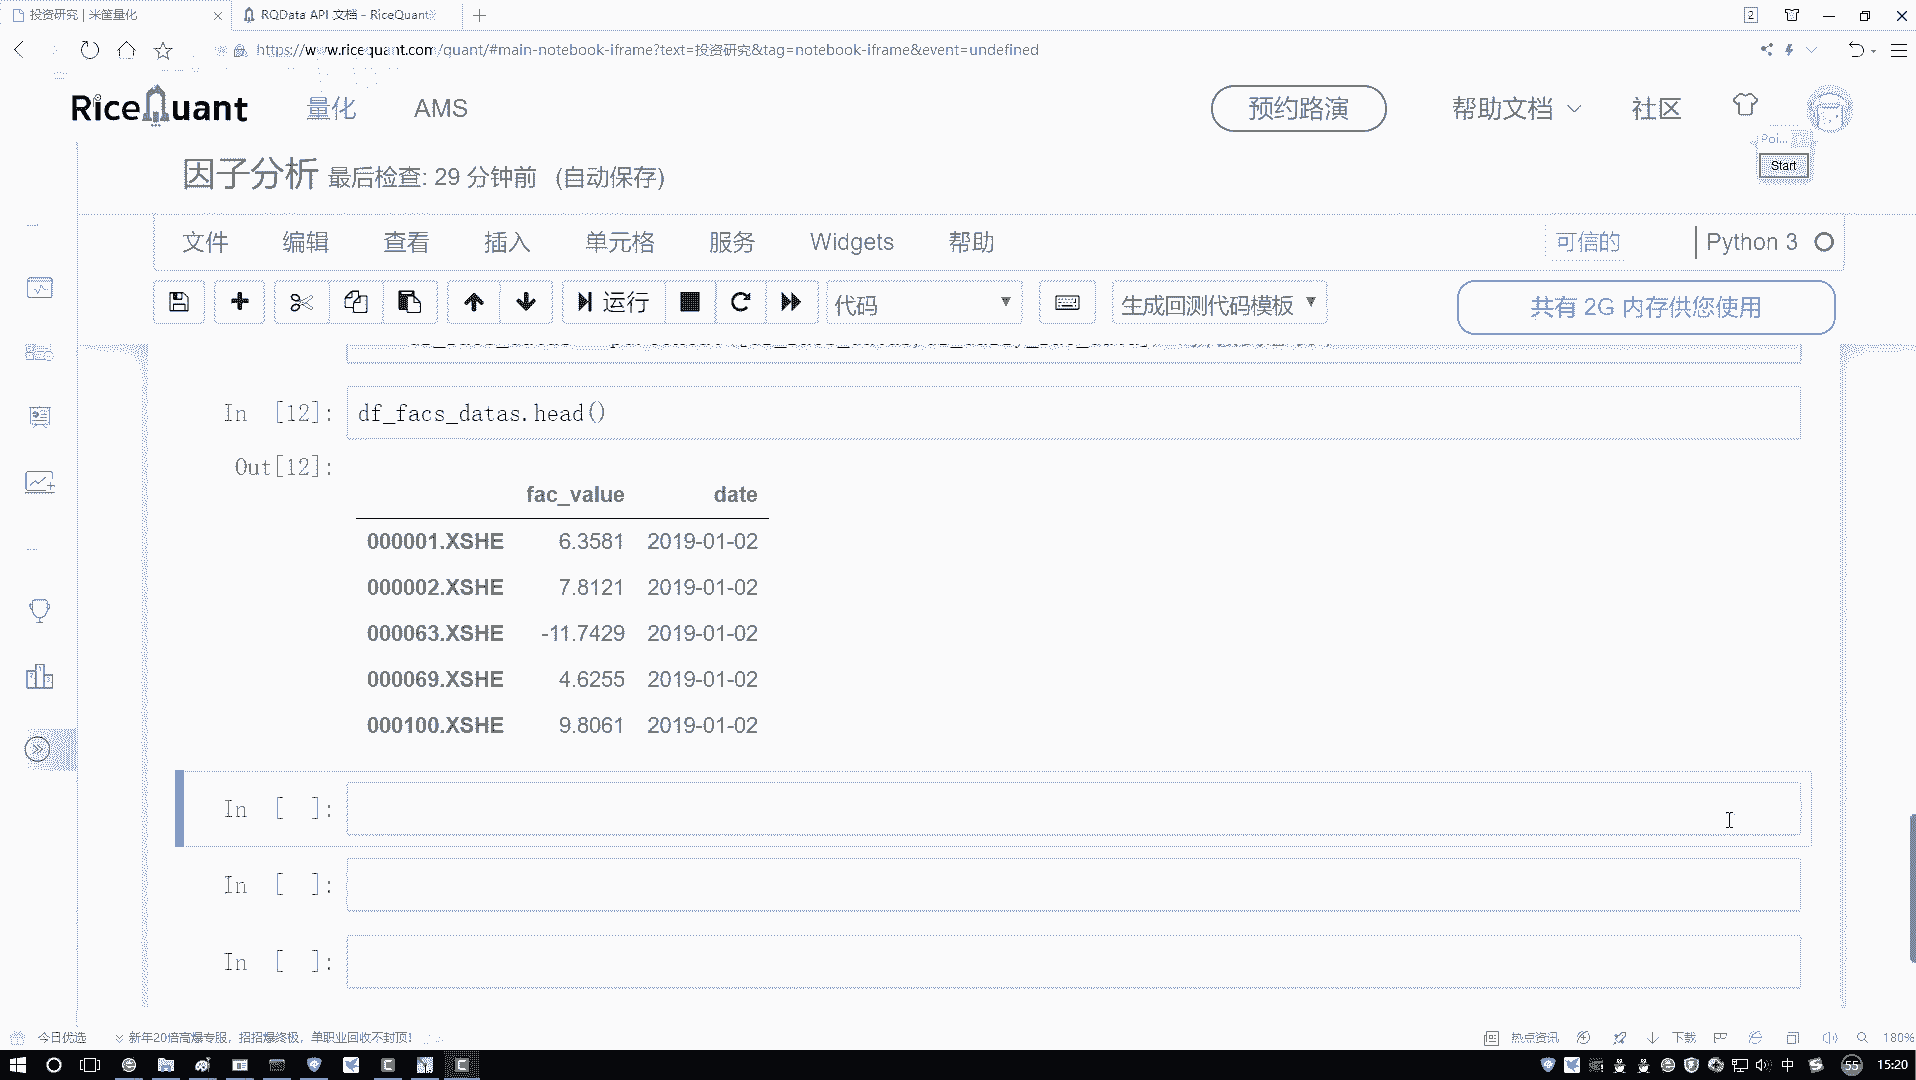 投资研究 | 米筐量化
RQData API 文档 - RiceQuant
2
https://www.ricequant.com/quant/#main-notebook-iframe?text=投资研究&tag=notebook-iframe&event=undefined
RiceQuant
量化
AMS
预约路演
帮助文档
社区
Poi...
Start
因子分析 最后检查: 29 分钟前 (自动保存)
文件
编辑
查看
插入
单元格
服务
Widgets
帮助
可信的
Python 3
运行
代码
生成回测代码模板
共有 2G 内存供您使用
In [12]: df_facs_datas.head()
Out[12]:
fac_value date
000001.XSHE 6.3581 2019-01-02
000002.XSHE 7.8121 2019-01-02
000063.XSHE -11.7429 2019-01-02
000069.XSHE 4.6255 2019-01-02
000100.XSHE 9.8061 2019-01-02
In [ ]:
In [ ]:
In [ ]:
今日优选
新年20倍高爆专服，招招爆终极，单职业回收不封顶!
热点资讯
下载
180%
中
55
15:20